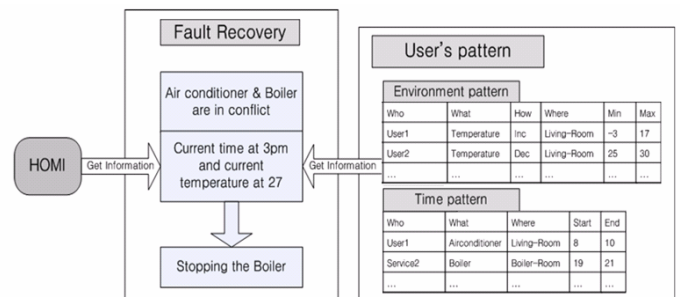 Fault Recovery
Air conditioner & Boiler
are in conflict
HOMI
Get Information
Current time at 3pm
and current
temperature at 27
Get Information
Stopping the Boiler
User's pattern
Environment pattern
Who What How Where Min Max
User1 Temperature Inc Living-Room -3 17
User2 Temperature Dec Living-Room 25 30
... ... ... ... ... ...
Time pattern
Who What Where Start End
User1 Airconditioner Living-Room 8 10
Service2 Boiler Boiler-Room 19 21
... ... ... ... ...